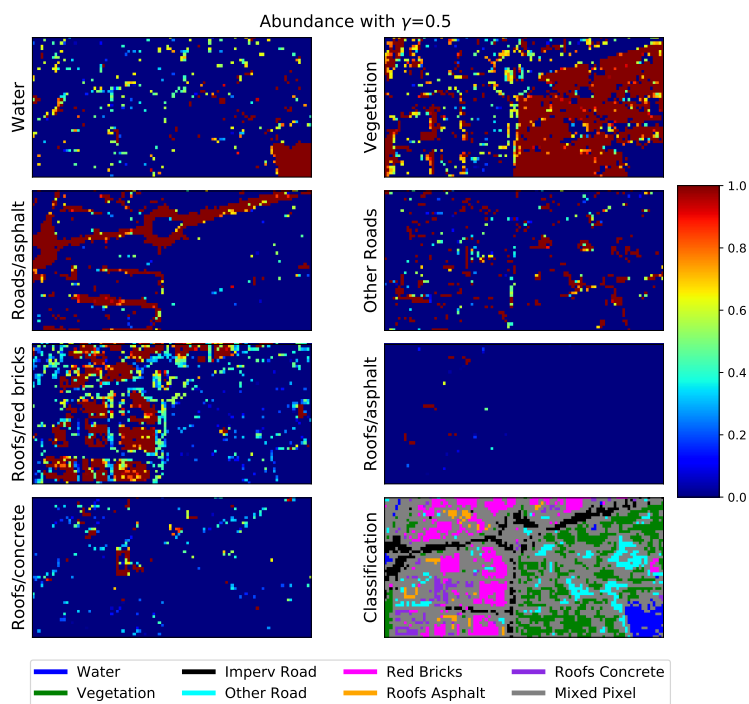 Abundance with γ=0.5
Water
Vegetation
Roads/asphalt
Other Roads
Roofs/red bricks
Roofs/asphalt
Roofs/concrete
Classification
1.0
0.8
0.6
0.4
0.2
0.0
Water
Imperv Road
Red Bricks
Roofs Concrete
Vegetation
Other Road
Roofs Asphalt
Mixed Pixel